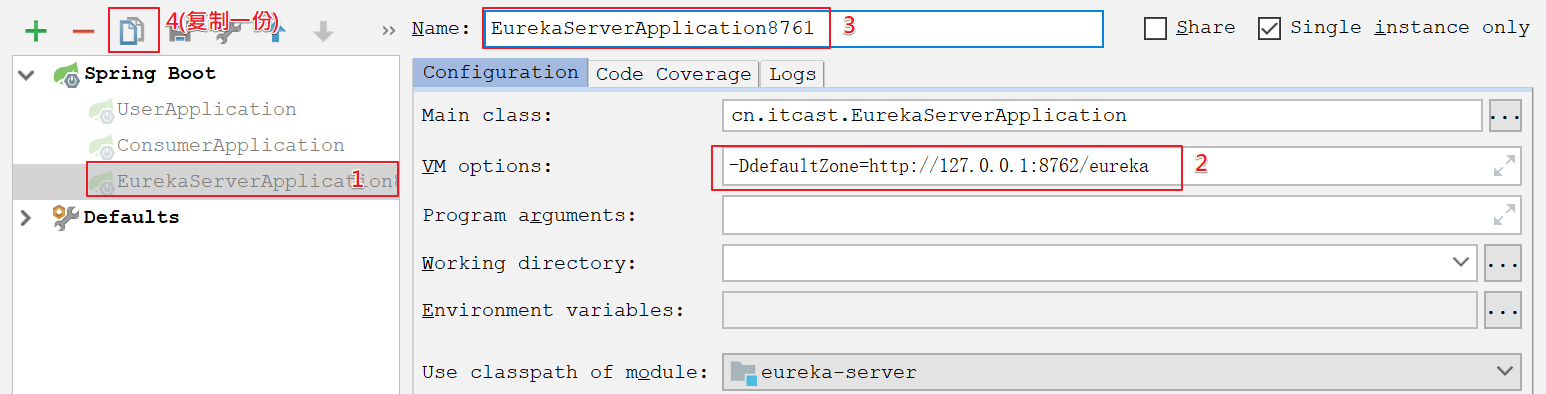 4(复制一份)
Name: EurekaServerApplication8761 3 Share Single instance only
Spring Boot
UserApplication
ConsumerApplication
EurekaServerApplication8 1
Defaults
Configuration Code Coverage Logs
Main class: cn.itcast.EurekaServerApplication ...
VM options: -DdefaultZone=http://127.0.0.1:8762/eureka 2
Program arguments:
Working directory: ...
Environment variables: ...
Use classpath of module: eureka-server